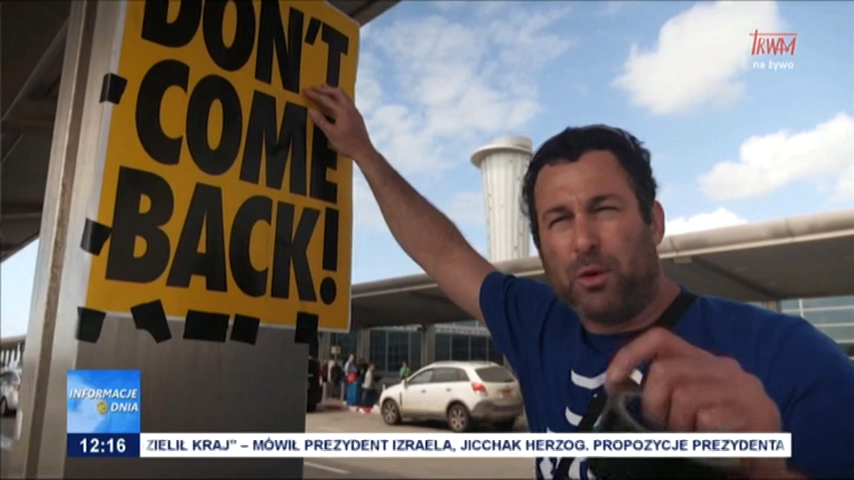 DON'T
COME
BACK!
TRWAM
na żywo
INFORMACJE
DNIA
12:16
ZIELIŁ KRAJ" – MÓWIŁ PREZYDENT IZRAELA, JICCHAK HERZOG. PROPOZYCJE PREZYDENTA